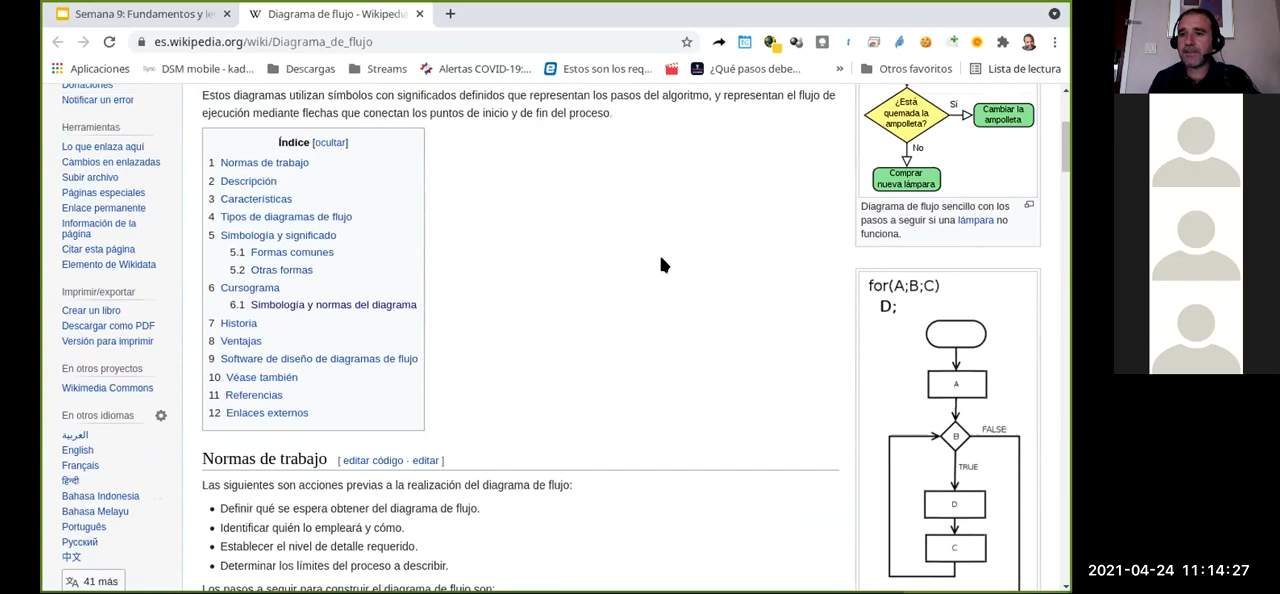 Semana 9: Fundamentos y le
Diagrama de flujo - Wikipedi
es.wikipedia.org/wiki/Diagrama_de_flujo
Aplicaciones
DSM mobile - kad...
Descargas
Streams
Alertas COVID-19:...
Estos son los req...
¿Qué pasos debe...
»
Otros favoritos
Lista de lectura
Donaciones
Notificar un error
Herramientas
Lo que enlaza aquí
Cambios en enlazadas
Subir archivo
Páginas especiales
Enlace permanente
Información de la
página
Citar esta página
Elemento de Wikidata
Imprimir/exportar
Crear un libro
Descargar como PDF
Versión para imprimir
En otros proyectos
Wikimedia Commons
En otros idiomas
العربية
English
Français
हिन्दी
Bahasa Indonesia
Bahasa Melayu
Português
Русский
中文
41 más
Estos diagramas utilizan símbolos con significados definidos que representan los pasos del algoritmo, y representan el flujo de
ejecución mediante flechas que conectan los puntos de inicio y de fin del proceso.
Índice [ocultar]
1 Normas de trabajo
2 Descripción
3 Características
4 Tipos de diagramas de flujo
5 Simbología y significado
5.1 Formas comunes
5.2 Otras formas
6 Cursograma
6.1 Simbología y normas del diagrama
7 Historia
8 Ventajas
9 Software de diseño de diagramas de flujo
10 Véase también
11 Referencias
12 Enlaces externos
Normas de trabajo [ editar código · editar ]
Las siguientes son acciones previas a la realización del diagrama de flujo:
• Definir qué se espera obtener del diagrama de flujo.
• Identificar quién lo empleará y cómo.
• Establecer el nivel de detalle requerido.
• Determinar los límites del proceso a describir.
Los pasos a seguir para construir el diagrama de flujo son:
¿Está
quemada la
ampolleta?
Sí
Cambiar la
ampolleta
No
Comprar
nueva lámpara
Diagrama de flujo sencillo con los
pasos a seguir si una lámpara no
funciona.
for(A;B;C)
D;
A
B
FALSE
TRUE
D
C
2021-04-24 11:14:27